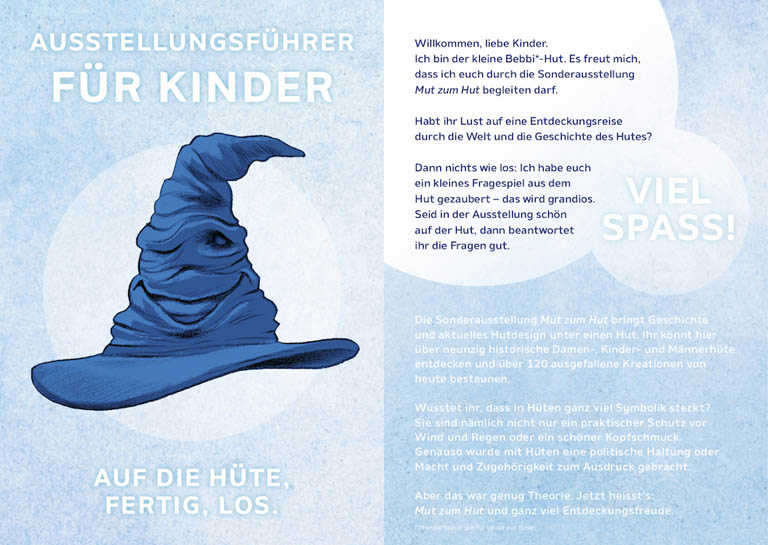 AUSSTELLUNGSFÜHRER
FÜR KINDER
AUF DIE HÜTE,
FERTIG, LOS.
Willkommen, liebe Kinder.
Ich bin der kleine Bebbi*-Hut. Es freut mich,
dass ich euch durch die Sonderausstellung
Mut zum Hut begleiten darf.
Habt ihr Lust auf eine Entdeckungsreise
durch die Welt und die Geschichte des Hutes?
Dann nichts wie los: Ich habe euch
ein kleines Fragespiel aus dem
Hut gezaubert – das wird grandios.
Seid in der Ausstellung schön
auf der Hut, dann beantwortet
ihr die Fragen gut.
VIEL
SPASS!
Die Sonderausstellung Mut zum Hut bringt Geschichte
und aktuelles Hutdesign unter einen Hut. Ihr könnt hier
über neunzig historische Damen-, Kinder- und Männerhüte
entdecken und über 120 ausgefallene Kreationen von
heute bestaunen.
Wusstet ihr, dass in Hüten ganz viel Symbolik steckt?
Sie sind nämlich nicht nur ein praktischer Schutz vor
Wind und Regen oder ein schöner Kopfschmuck.
Genauso wurde mit Hüten eine politische Haltung oder
Macht und Zugehörigkeit zum Ausdruck gebracht.
Aber das war genug Theorie. Jetzt heisst's:
Mut zum Hut und ganz viel Entdeckungsfreude.